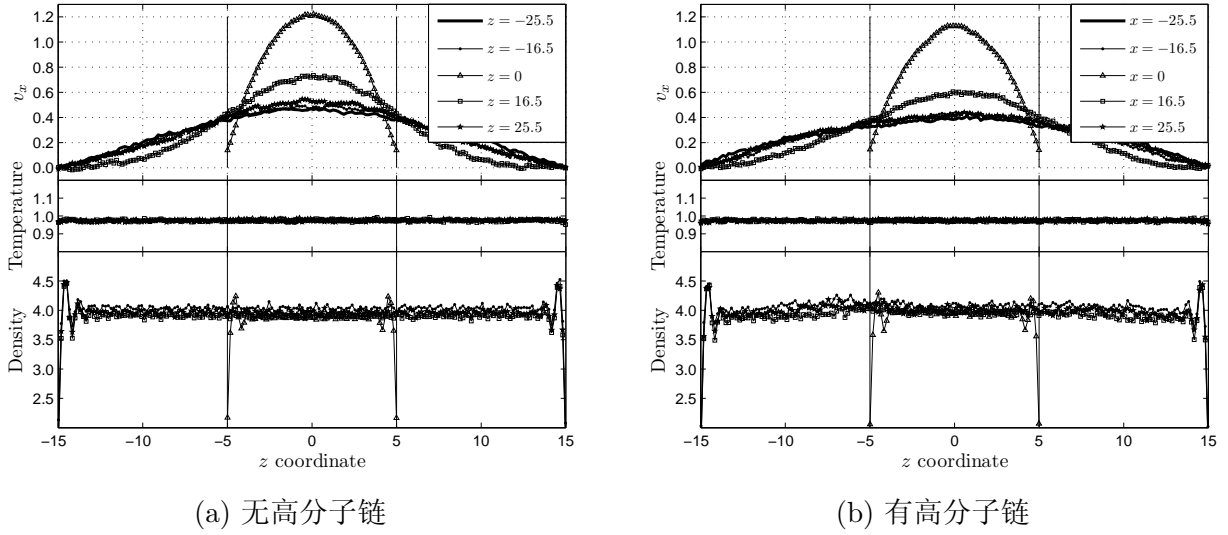 1.2
1.0
0.8
0.6
0.4
0.2
0.0
v_x
z = −25.5
z = −16.5
z = 0
z = 16.5
z = 25.5
1.1
1.0
0.9
Temperature
4.5
4.0
3.5
3.0
2.5
Density
−15 −10 −5 0 5 10 15
z coordinate
(a) 无高分子链
1.2
1.0
0.8
0.6
0.4
0.2
0.0
v_x
x = −25.5
x = −16.5
x = 0
x = 16.5
x = 25.5
1.1
1.0
0.9
Temperature
4.5
4.0
3.5
3.0
2.5
Density
−15 −10 −5 0 5 10 15
z coordinate
(b) 有高分子链